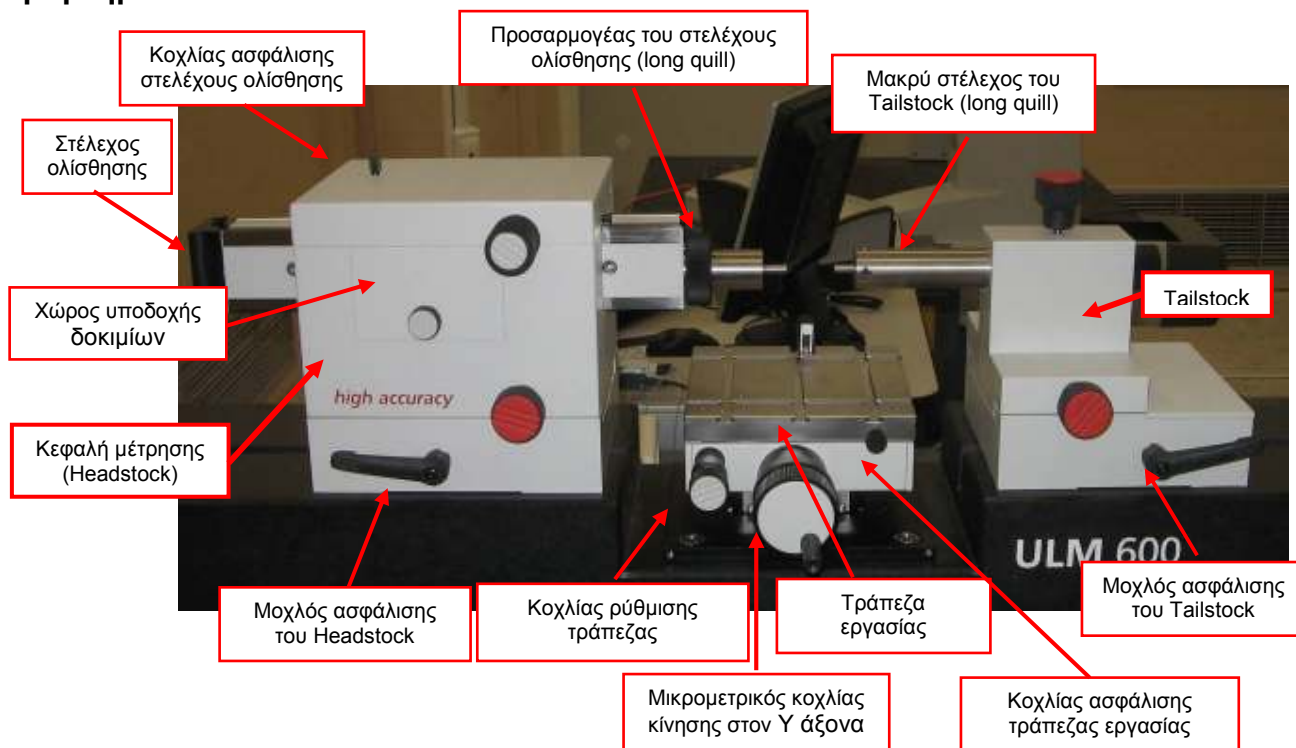 Κοχλίας ασφάλισης
στελέχους ολίσθησης
Προσαρμογέας του στελέχους
ολίσθησης (long quill)
Μακρύ στέλεχος του
Tailstock (long quill)
Στέλεχος
ολίσθησης
Χώρος υποδοχής
δοκιμίων
Tailstock
high accuracy
Κεφαλή μέτρησης
(Headstock)
ULM 600
Μοχλός ασφάλισης
του Headstock
Κοχλίας ρύθμισης
τράπεζας
Τράπεζα
εργασίας
Μοχλός ασφάλισης
του Tailstock
Μικρομετρικός κοχλίας
κίνησης στον Υ άξονα
Κοχλίας ασφάλισης
τράπεζας εργασίας